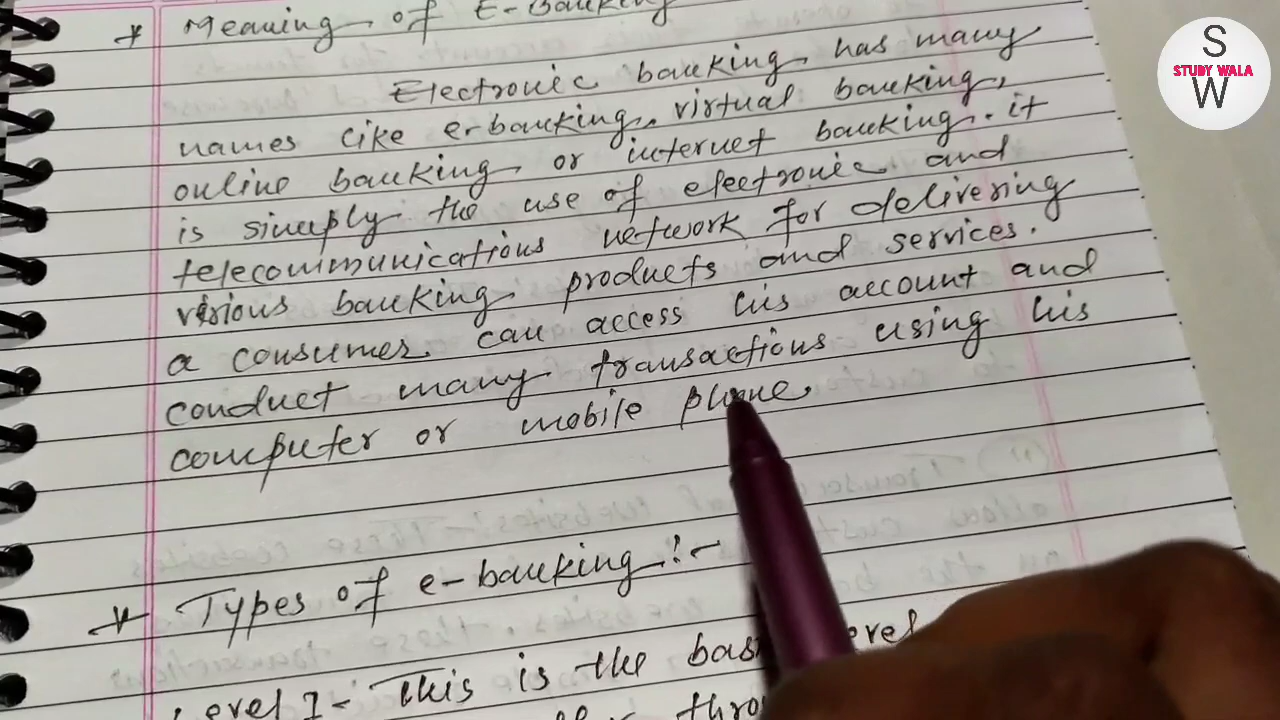 * Meaning of E-Banking
Electronic banking has many
names like e-banking, virtual banking,
online banking or internet banking. it
is simply the use of electronic and
telecommunications network for delivering
virious banking products and services.
a consumer can access his account and
conduct many transactions using his
computer or mobile phone.
* Types of e-banking :-
Level 1- This is the basic level
S
STUDY WALA
W